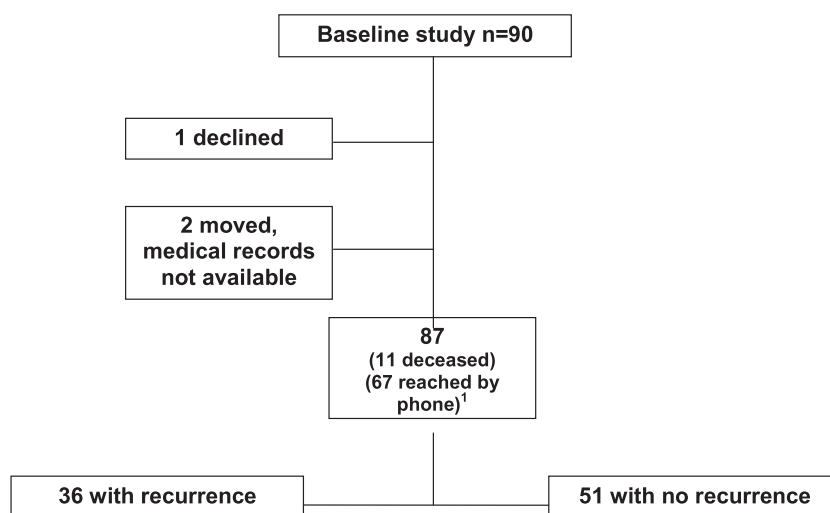 Baseline study n=90
1 declined
2 moved,
medical records
not available
87
(11 deceased)
(67 reached by
phone)¹
36 with recurrence
51 with no recurrence